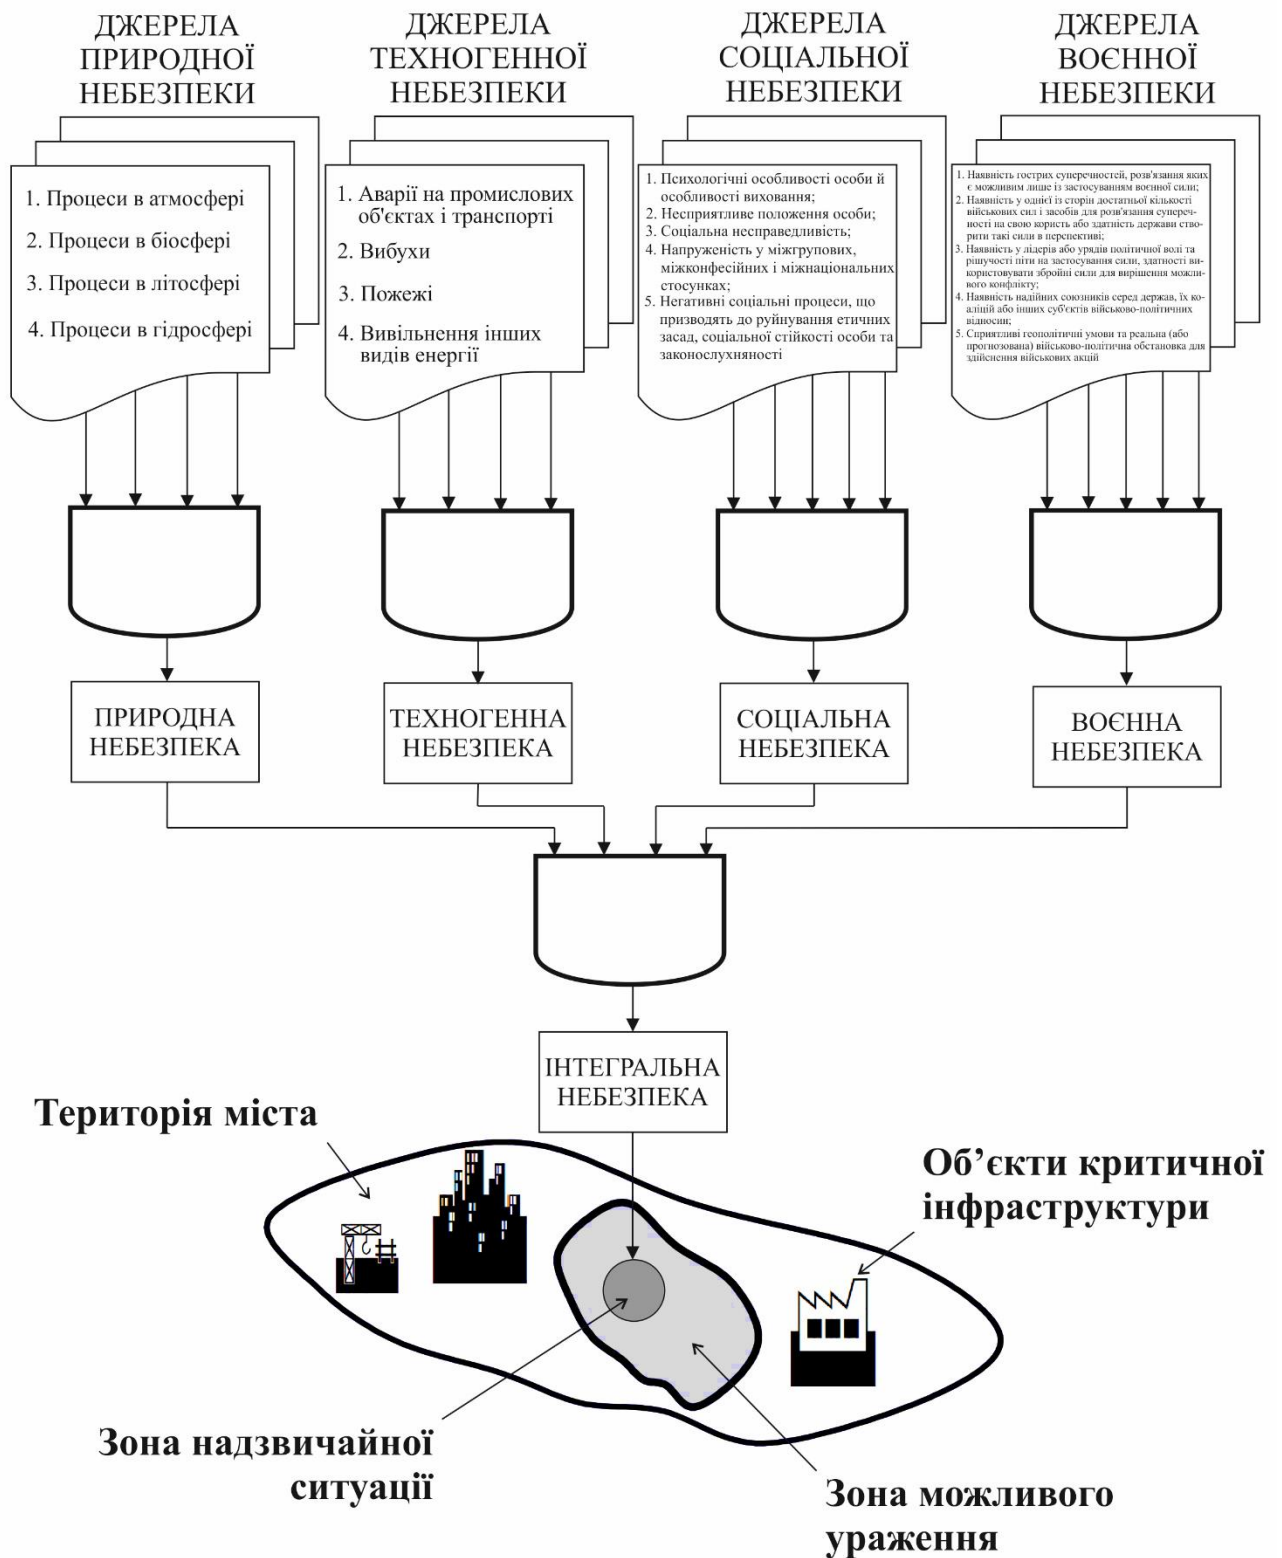 ДЖЕРЕЛА
ПРИРОДНОЇ
НЕБЕЗПЕКИ
1. Процеси в атмосфері
2. Процеси в біосфері
3. Процеси в літосфері
4. Процеси в гідросфері
ДЖЕРЕЛА
ТЕХНОГЕННОЇ
НЕБЕЗПЕКИ
1. Аварії на промислових
об'єктах і транспорті
2. Вибухи
3. Пожежі
4. Вивільнення інших
видів енергії
ДЖЕРЕЛА
СОЦІАЛЬНОЇ
НЕБЕЗПЕКИ
1. Психологічні особливості особи й
особливості виховання;
2. Несприятливе положення особи;
3. Соціальна несправедливість;
4. Напруженість у міжгрупових,
міжконфесійних і міжнаціональних
стосунках;
5. Негативні соціальні процеси, що
призводять до руйнування етичних
засад, соціальної стійкості особи та
законослухняності
ДЖЕРЕЛА
ВОЄННОЇ
НЕБЕЗПЕКИ
1. Наявність гострих суперечностей, розв'язання яких
є можливим лише із застосуванням воєнної сили;
2. Наявність у однієї із сторін достатньої кількості
військових сил і засобів для розв'язання супереч-
ності на свою користь або здатність держави ство-
рити такі сили в перспективі;
3. Наявність у лідерів або урядів політичної волі та
рішучості піти на застосування сили, здатності ви-
користовувати збройні сили для вирішення можли-
вого конфлікту;
4. Наявність надійних союзників серед держав, їх ко-
аліцій або інших суб'єктів військово-політичних
відносин;
5. Сприятливі геополітичні умови та реальна (або
прогнозована) військово-політична обстановка для
здійснення військових акцій
ПРИРОДНА
НЕБЕЗПЕКА
ТЕХНОГЕННА
НЕБЕЗПЕКА
СОЦІАЛЬНА
НЕБЕЗПЕКА
ВОЄННА
НЕБЕЗПЕКА
ІНТЕГРАЛЬНА
НЕБЕЗПЕКА
Територія міста
Об’єкти критичної
інфраструктури
Зона надзвичайної
ситуації
Зона можливого
ураження